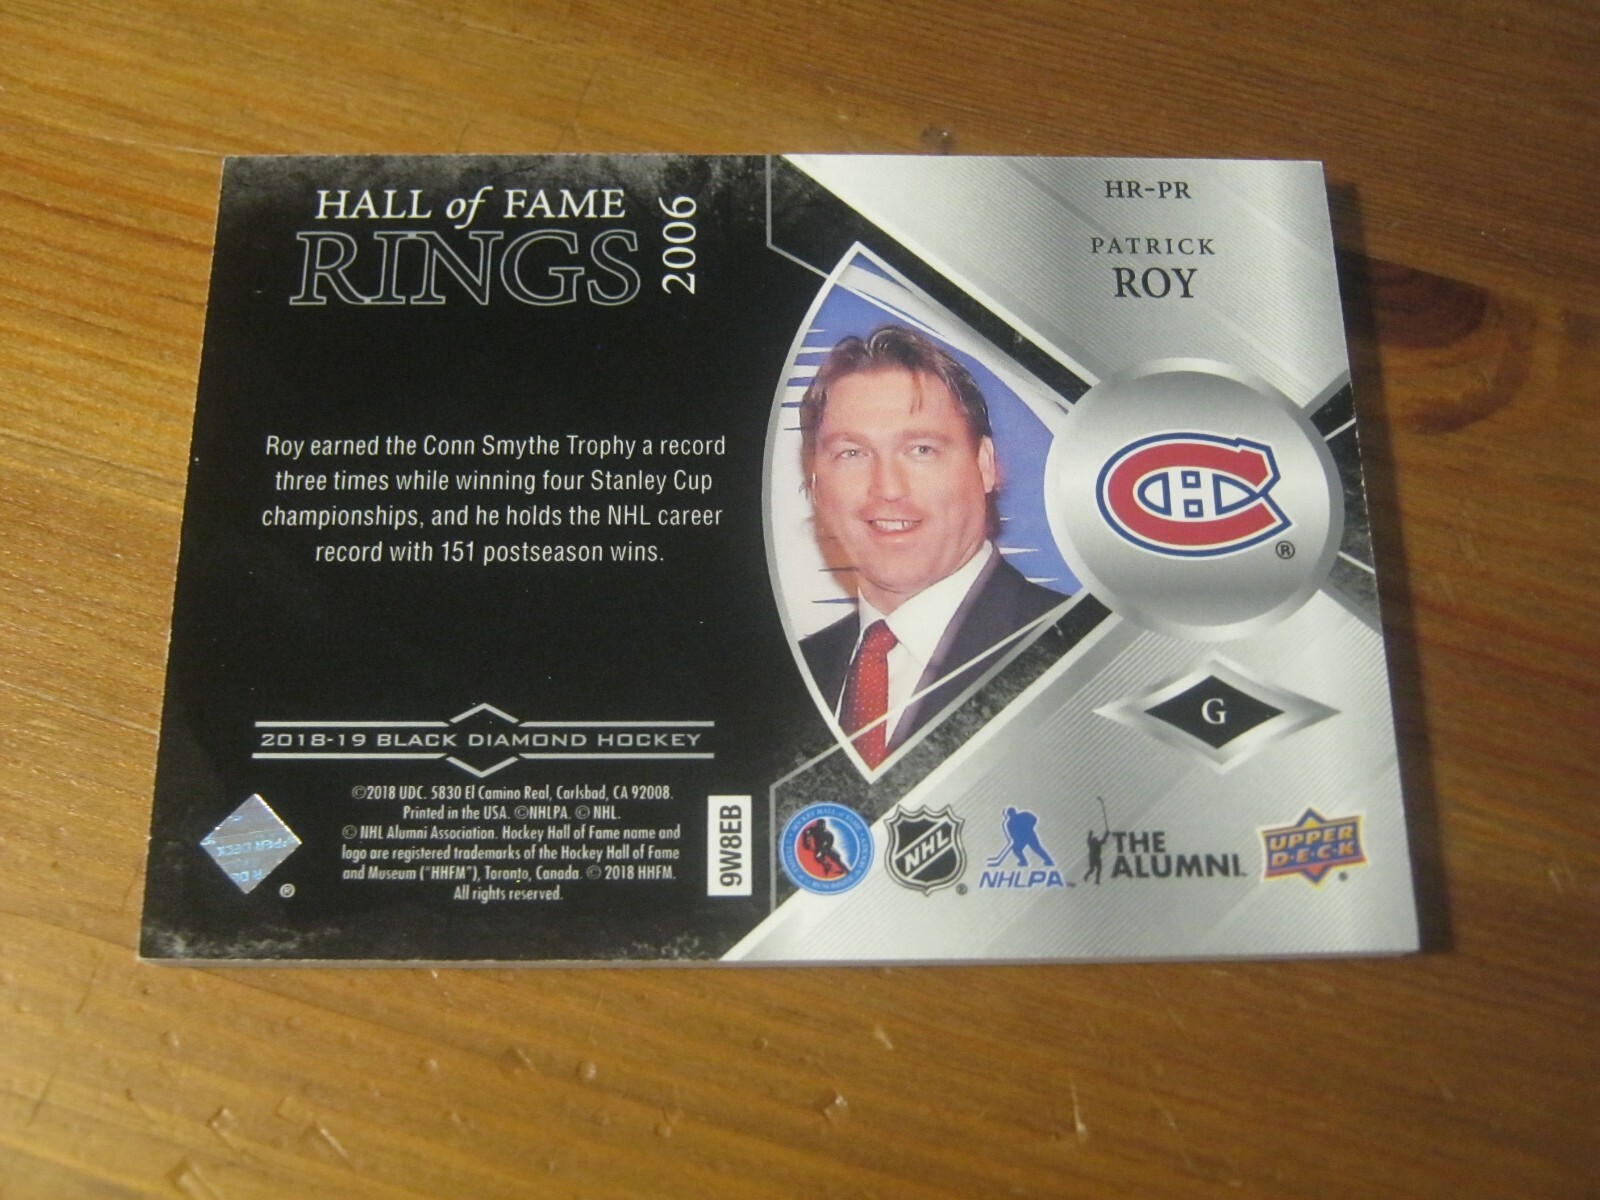 HALL of FAME
RINGS
2006
HR-PR
PATRICK
ROY
Roy earned the Conn Smythe Trophy a record
three times while winning four Stanley Cup
championships, and he holds the NHL career
record with 151 postseason wins.
®
G
2018-19 BLACK DIAMOND HOCKEY
©2018 UDC. 5830 El Camino Real, Carlsbad, CA 92008.
Printed in the USA. ©NHLPA. © NHL.
© NHL Alumni Association. Hockey Hall of Fame name and
logo are registered trademarks of the Hockey Hall of Fame
and Museum ("HHFM"), Toronto, Canada. © 2018 HHFM.
All rights reserved.
®
9W8EB
NHL
®
NHLPA™
THE
ALUMNI.
UPPER
D·E·C·K